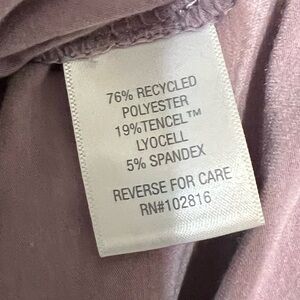 76% RECYCLED
POLYESTER
19%TENCEL™
LYOCELL
5% SPANDEX
REVERSE FOR CARE
RN#102816